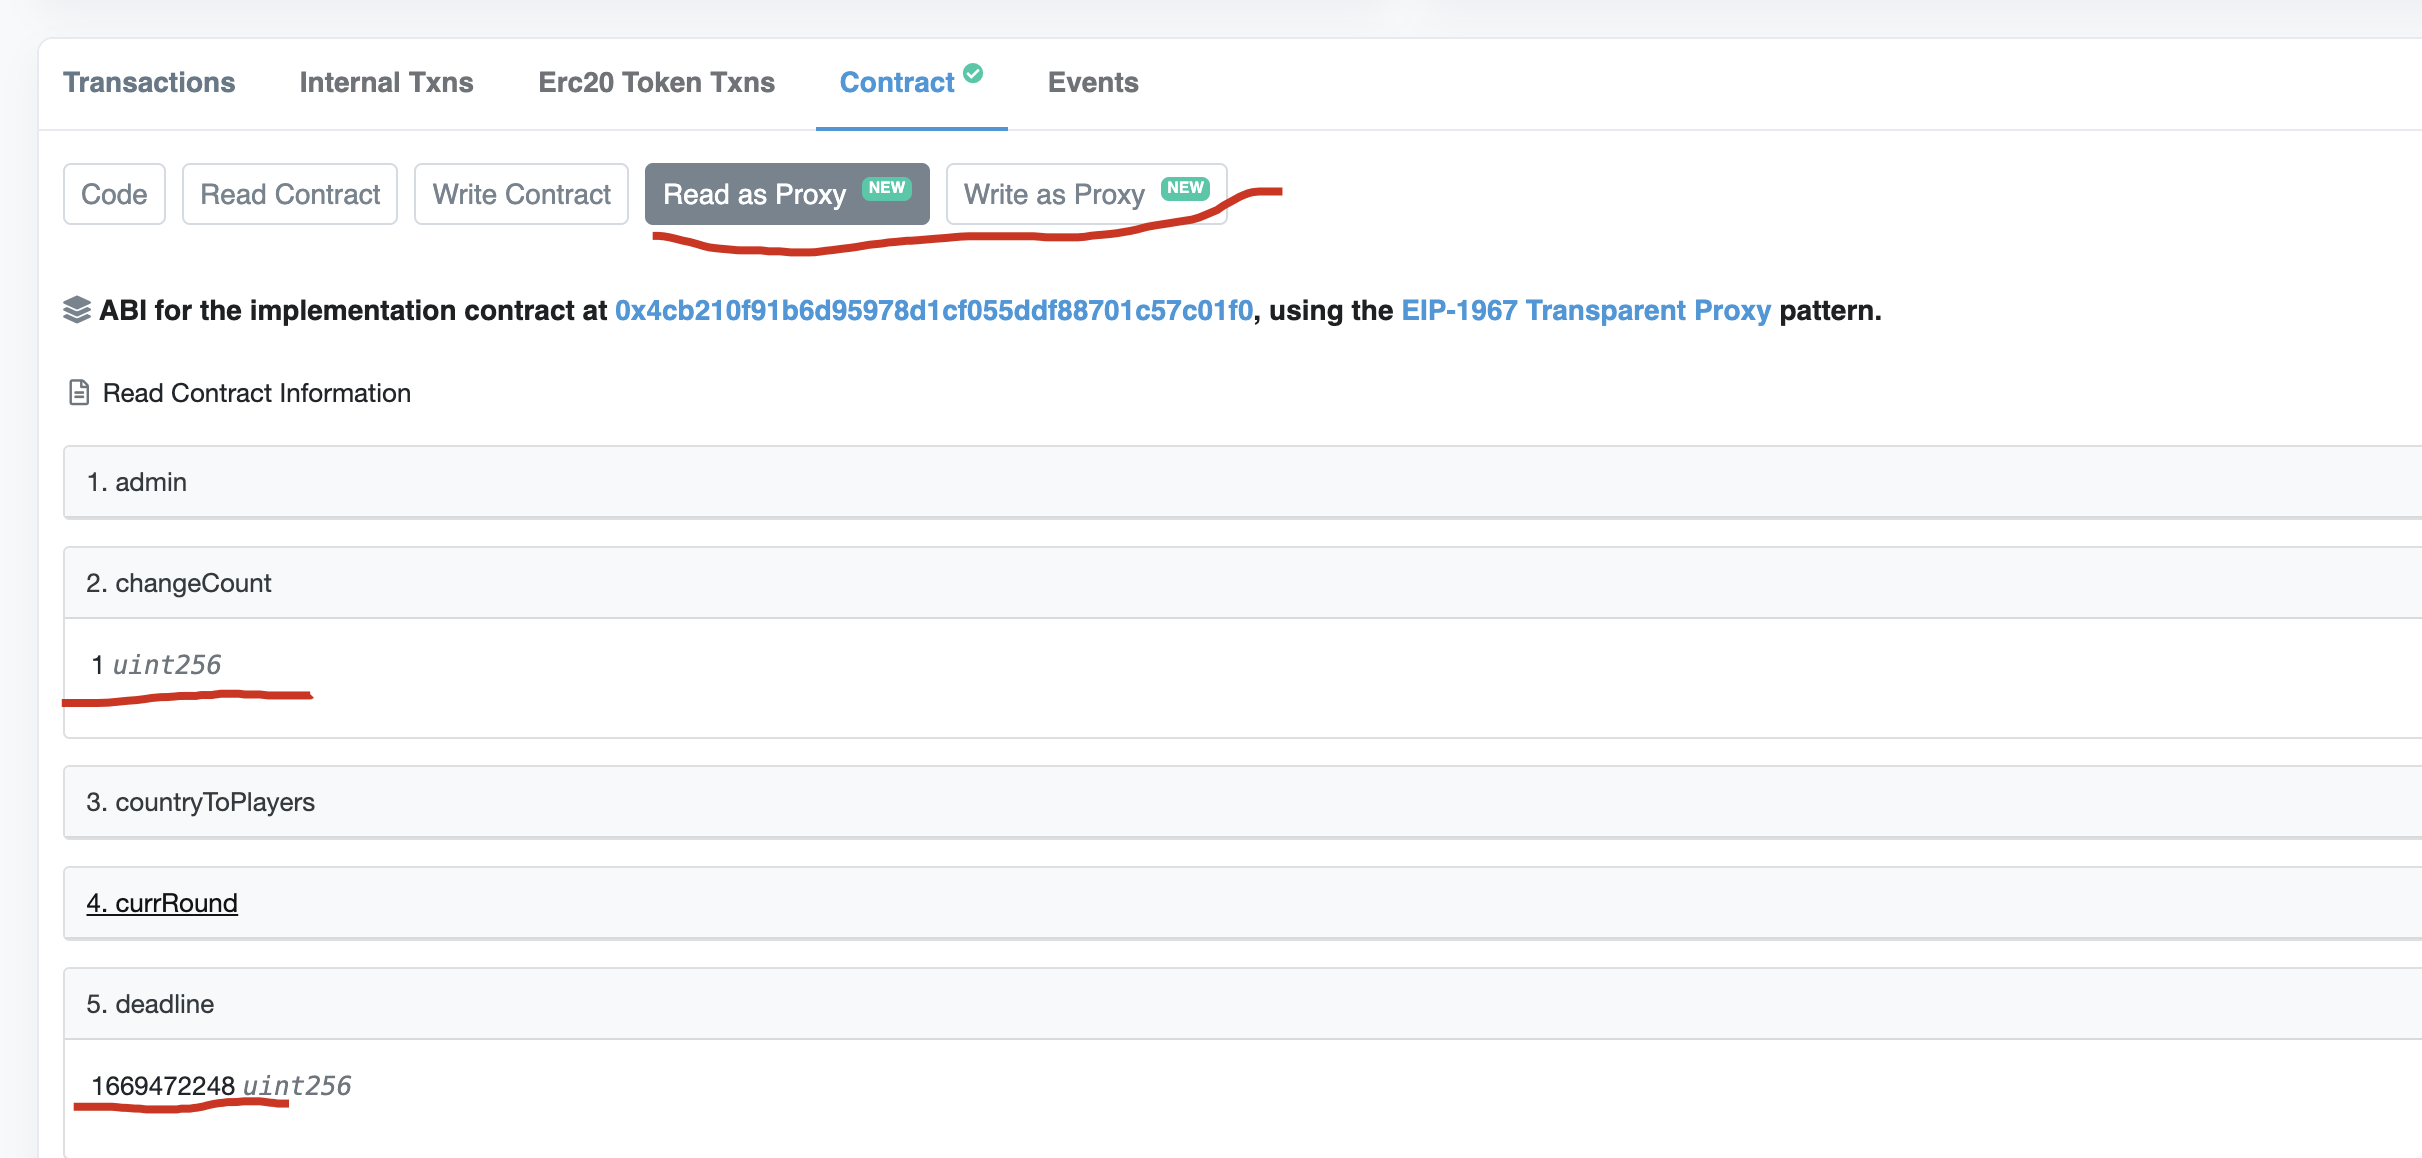 Transactions Internal Txns Erc20 Token Txns Contract Events
Code Read Contract Write Contract Read as Proxy NEW Write as Proxy NEW
ABI for the implementation contract at 0x4cb210f91b6d95978d1cf055ddf88701c57c01f0, using the EIP-1967 Transparent Proxy pattern.
Read Contract Information
1. admin
2. changeCount
1 uint256
3. countryToPlayers
4. currRound
5. deadline
1669472248 uint256